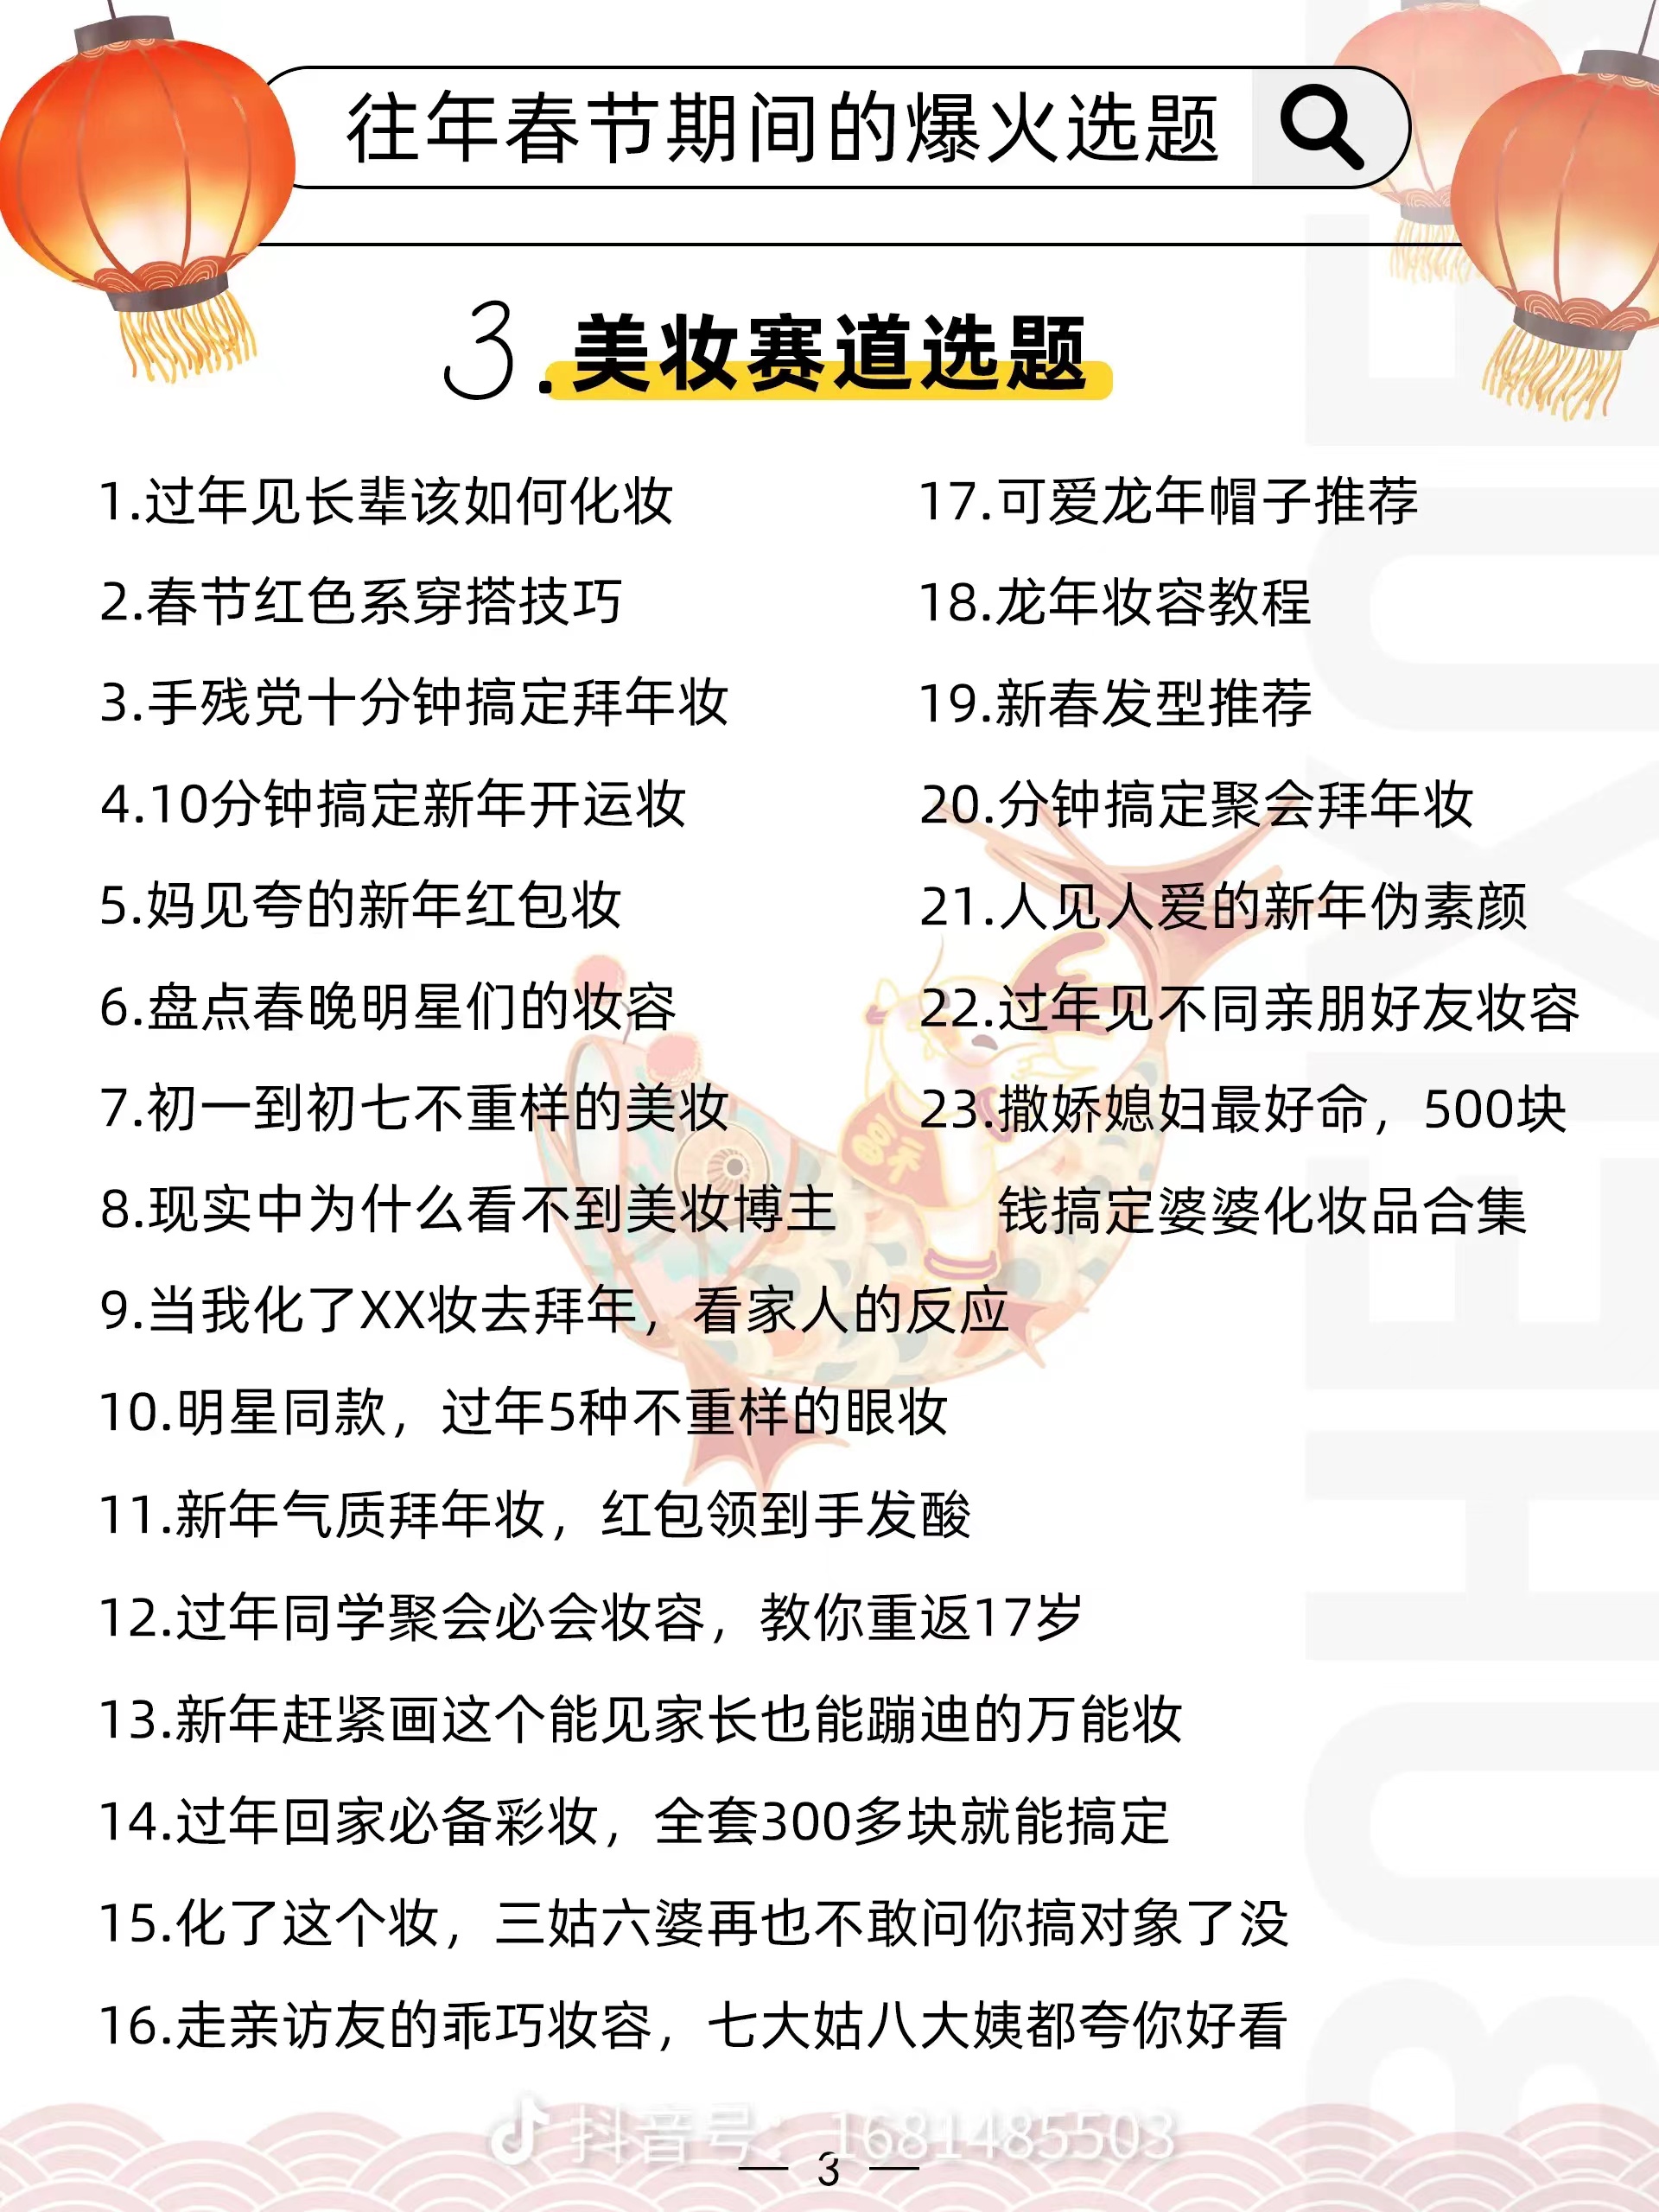 往年春节期间的爆火选题
3.美妆赛道选题
1.过年见长辈该如何化妆
2.春节红色系穿搭技巧
3.手残党十分钟搞定拜年妆
4.10分钟搞定新年开运妆
5.妈见夸的新年红包妆
6.盘点春晚明星们的妆容
7.初一到初七不重样的美妆
8.现实中为什么看不到美妆博主
9.当我化了XX妆去拜年，看家人的反应
10.明星同款，过年5种不重样的眼妆
11.新年气质拜年妆，红包领到手发酸
12.过年同学聚会必会妆容，教你重返17岁
13.新年赶紧画这个能见家长也能蹦迪的万能妆
14.过年回家必备彩妆，全套300多块就能搞定
15.化了这个妆，三姑六婆再也不敢问你搞对象了没
16.走亲访友的乖巧妆容，七大姑八大姨都夸你好看
17.可爱龙年帽子推荐
18.龙年妆容教程
19.新春发型推荐
20.分钟搞定聚会拜年妆
21.人见人爱的新年伪素颜
22.过年见不同亲朋好友妆容
23.撒娇媳妇最好命，500块
钱搞定婆婆化妆品合集
抖音号：1681485503
3